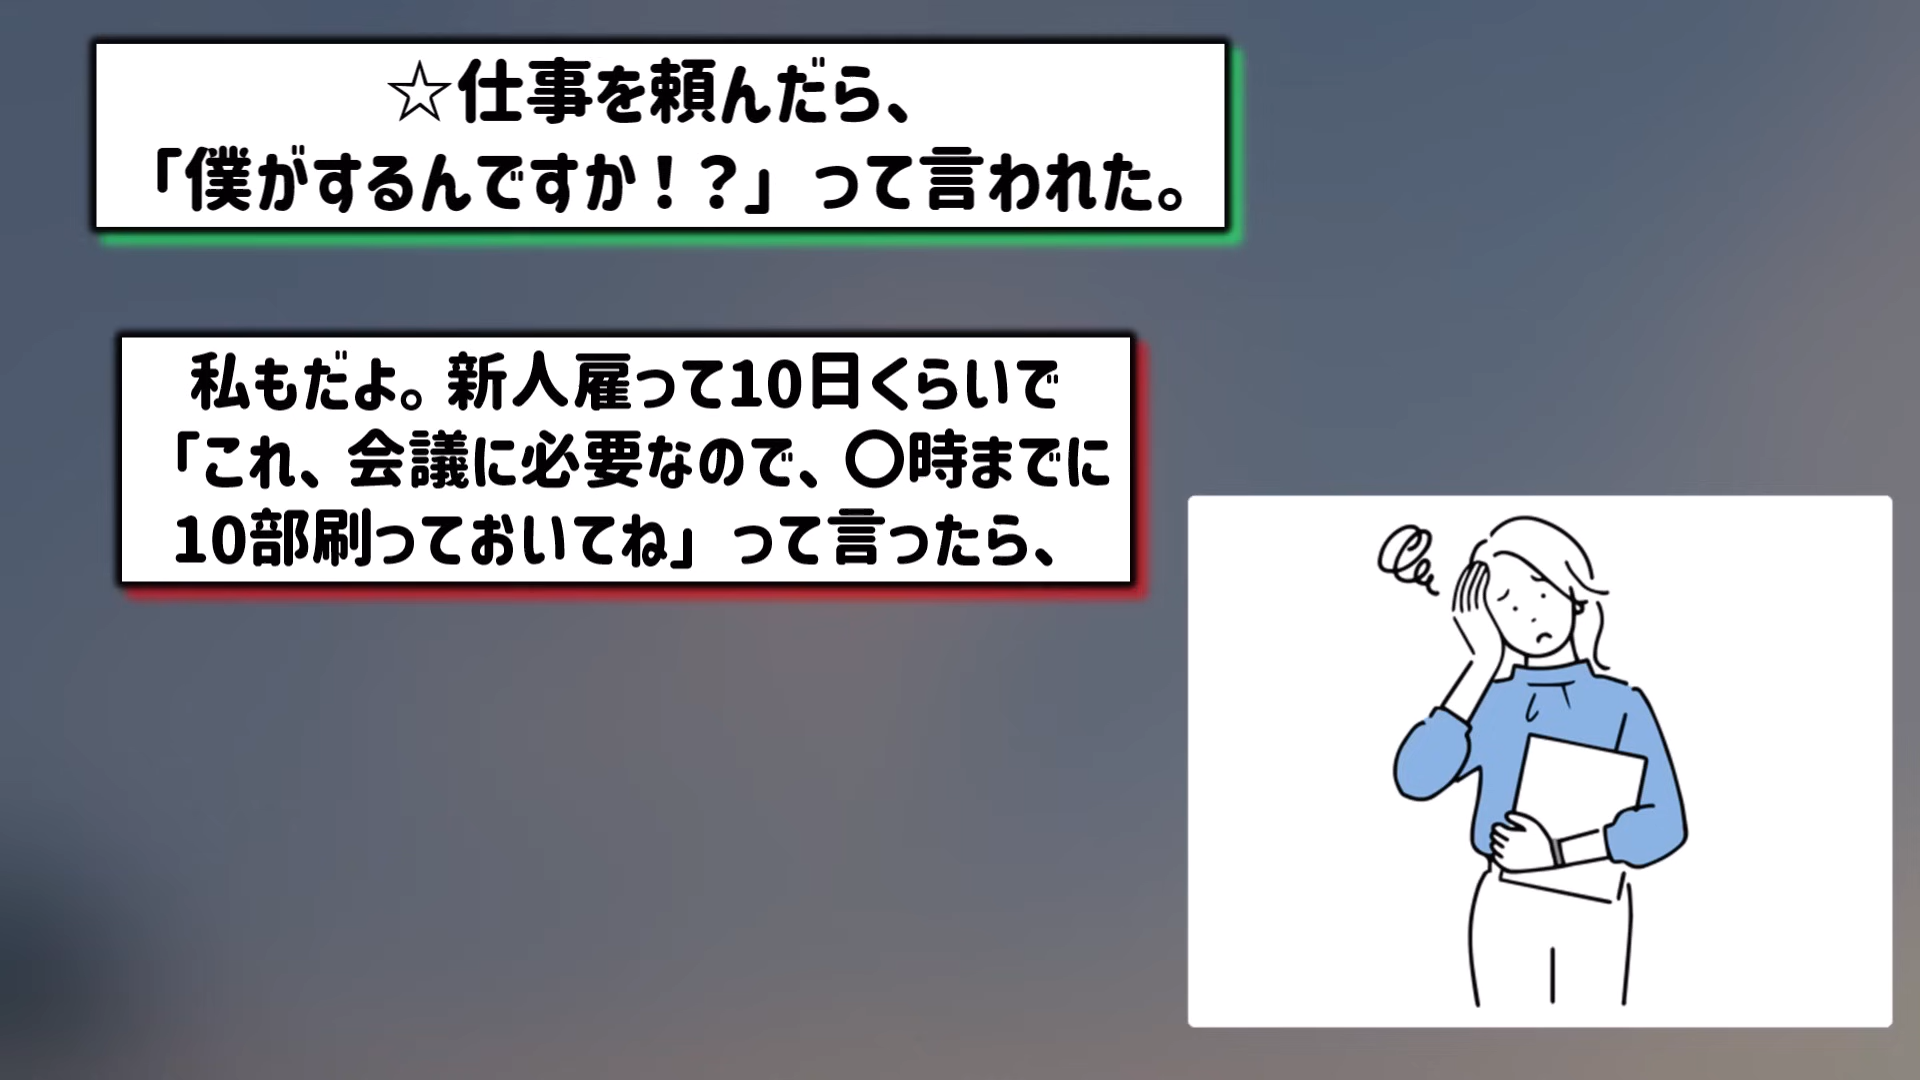 ☆仕事を頼んだら、
「僕がするんですか！？」って言われた。
私もだよ。新人雇って10日くらいで
「これ、会議に必要なので、〇時までに
10部刷っておいてね」って言ったら、